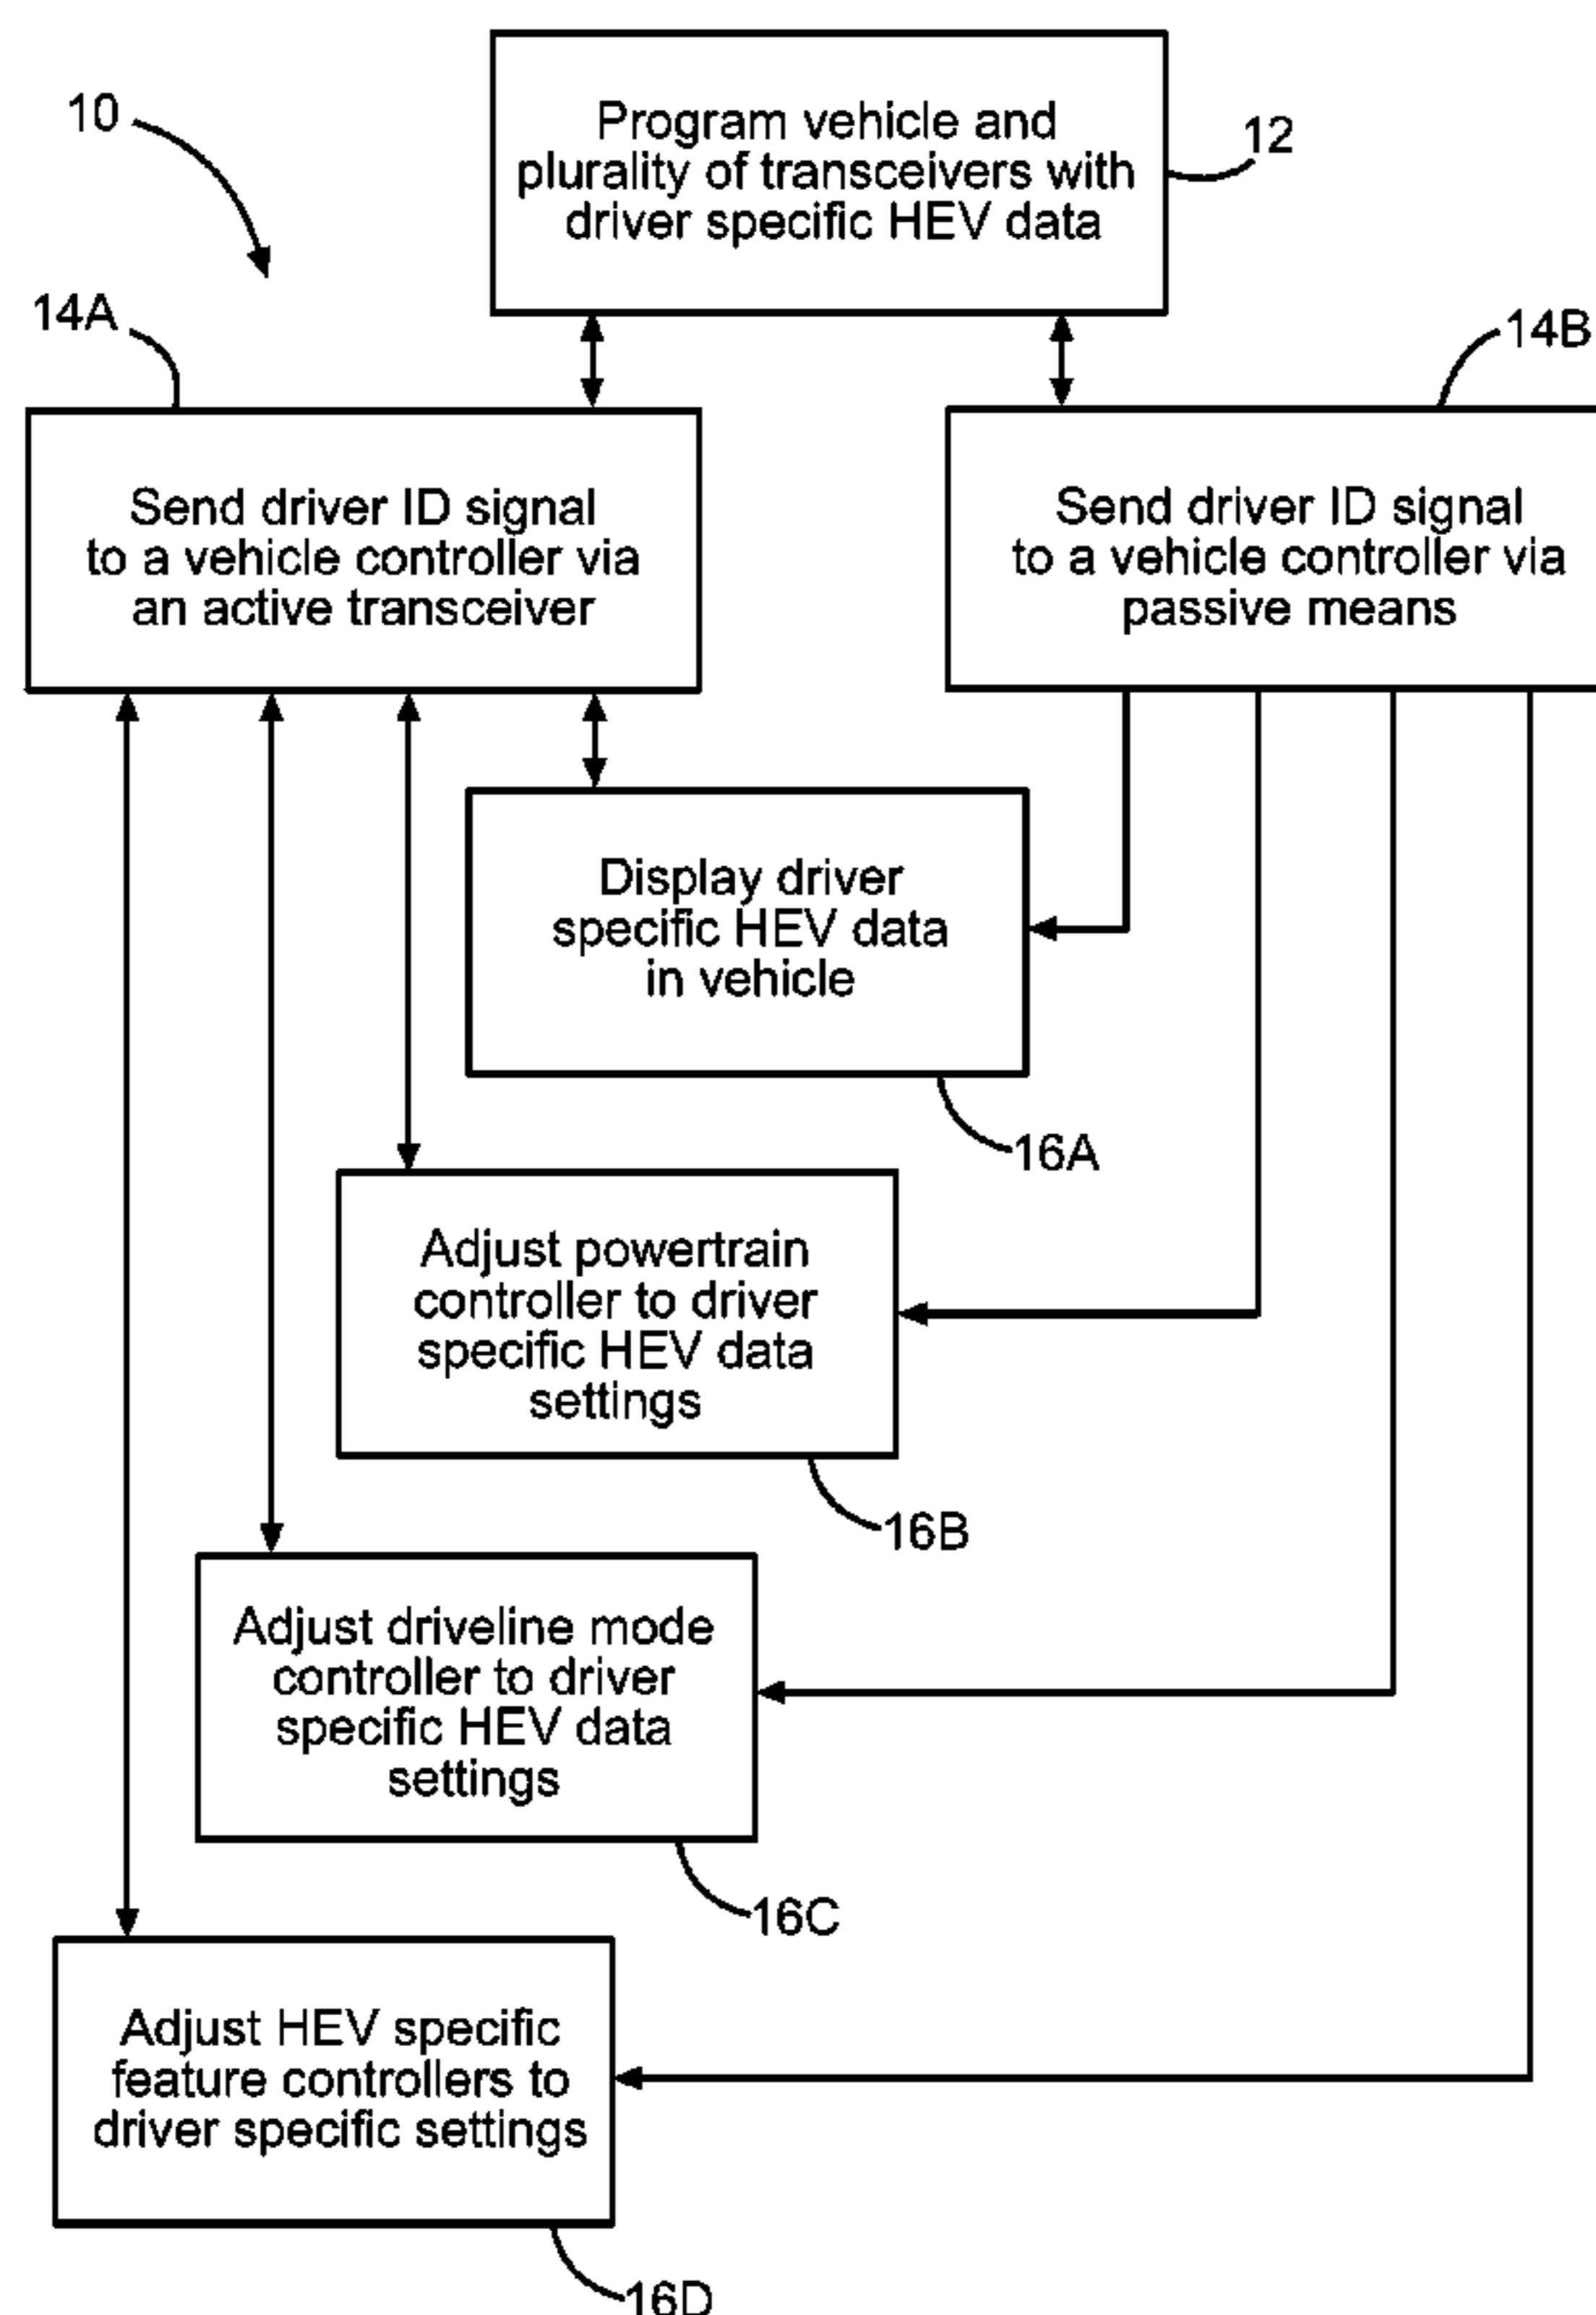 10
Program vehicle and
plurality of transceivers with
driver specific HEV data
12
14A
14B
Send driver ID signal
to a vehicle controller via
an active transceiver
Send driver ID signal
to a vehicle controller via
passive means
Display driver
specific HEV data
in vehicle
16A
Adjust powertrain
controller to driver
specific HEV data
settings
16B
Adjust driveline mode
controller to driver
specific HEV data
settings
16C
Adjust HEV specific
feature controllers to
driver specific settings
16D